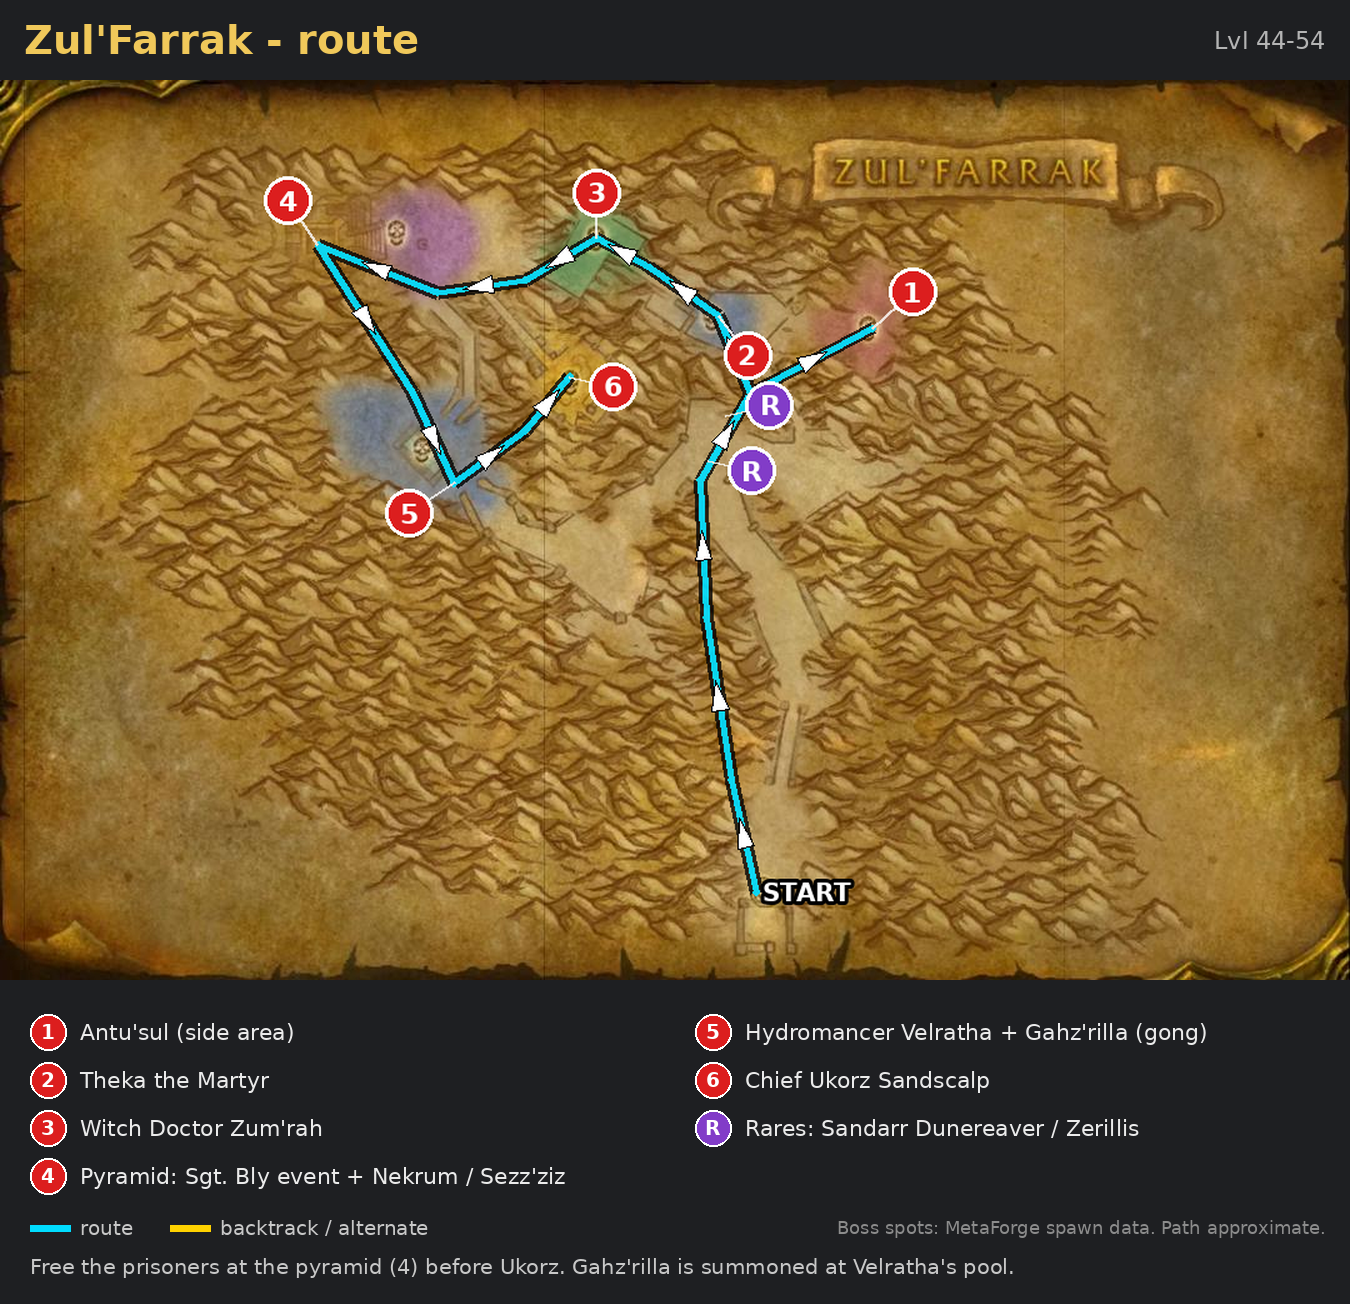 Zul'Farrak - route
Lvl 44-54
ZUL'FARRAK
4
3
1
2
6
R
R
5
START
1 Antu'sul (side area)
2 Theka the Martyr
3 Witch Doctor Zum'rah
4 Pyramid: Sgt. Bly event + Nekrum / Sezz'ziz
5 Hydromancer Velratha + Gahz'rilla (gong)
6 Chief Ukorz Sandscalp
R Rares: Sandarr Dunereaver / Zerillis
route
backtrack / alternate
Boss spots: MetaForge spawn data. Path approximate.
Free the prisoners at the pyramid (4) before Ukorz. Gahz'rilla is summoned at Velratha's pool.